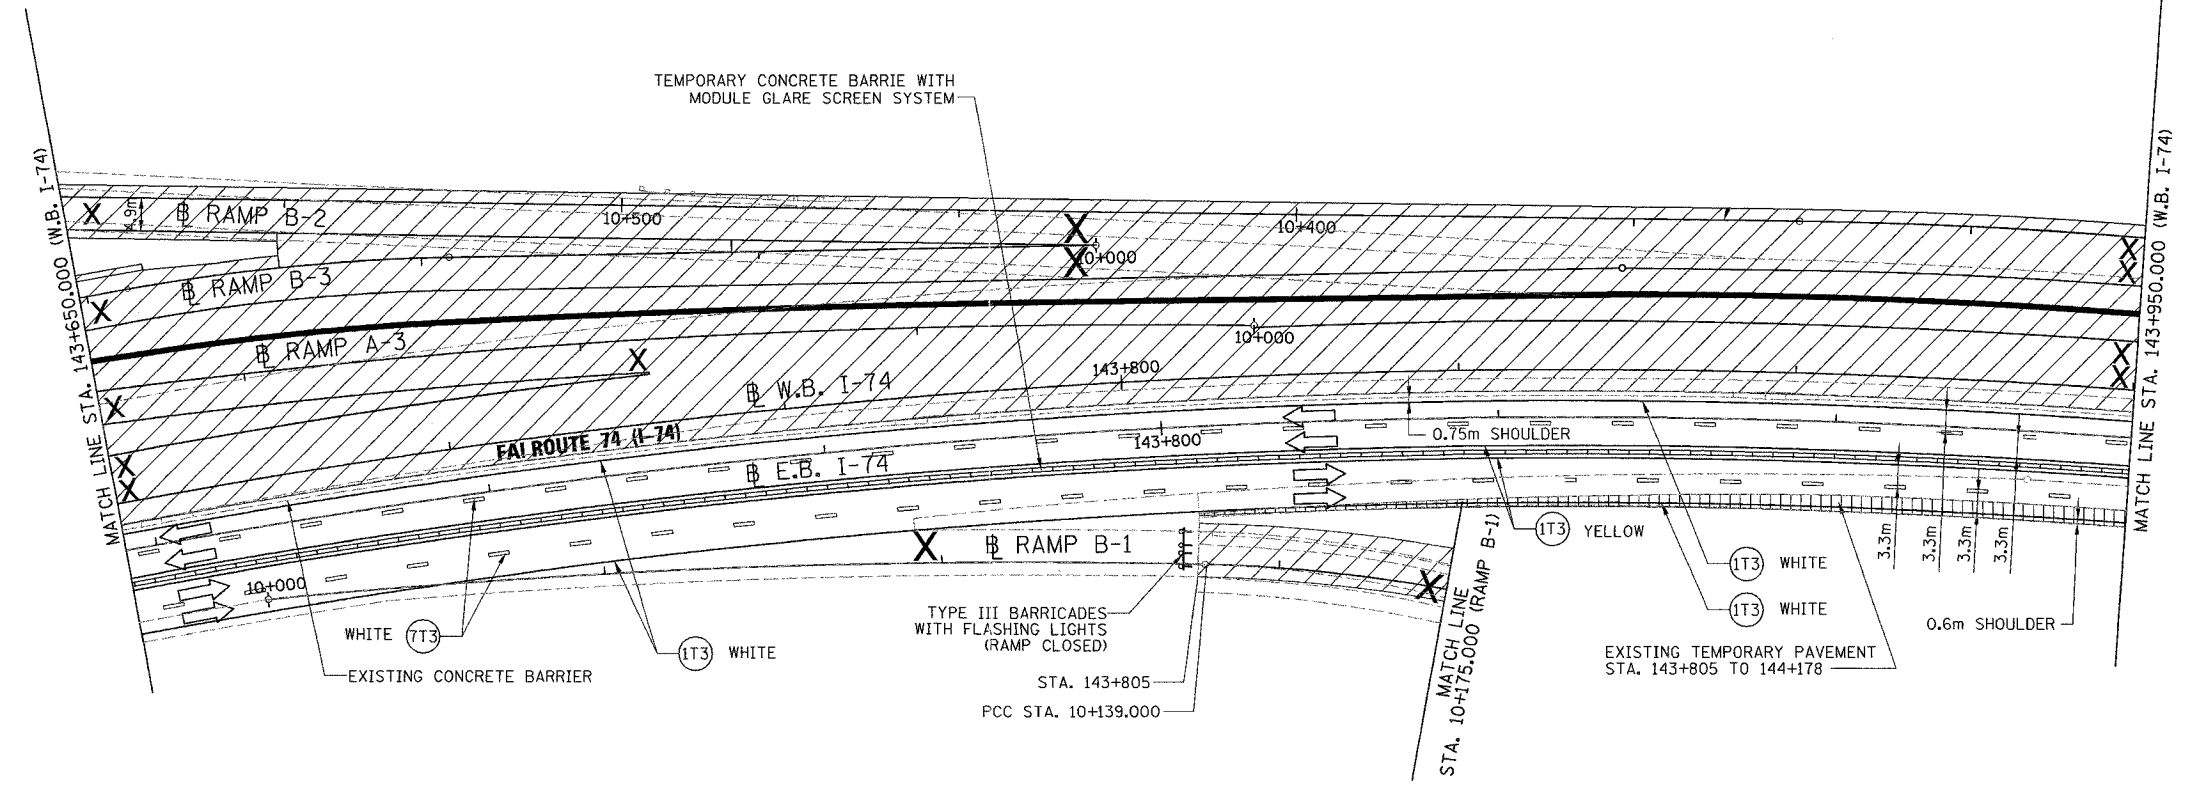 TEMPORARY CONCRETE BARRIE WITH
MODULE GLARE SCREEN SYSTEM
MATCH LINE STA. 143+650.000 (W.B. I-74)
MATCH LINE STA. 143+950.000 (W.B. I-74)
4.9m
RAMP B-2
10+500
10+400
10+000
RAMP B-3
RAMP A-3
10+000
W.B. I-74
143+800
FAI ROUTE 74 (I-74)
0.75m SHOULDER
143+800
E.B. I-74
RAMP B-1
10+000
1T3 YELLOW
3.3m
3.3m
3.3m
3.3m
1T3 WHITE
1T3 WHITE
0.6m SHOULDER
TYPE III BARRICADES
WITH FLASHING LIGHTS
(RAMP CLOSED)
WHITE 7T3
1T3 WHITE
EXISTING CONCRETE BARRIER
STA. 143+805
PCC STA. 10+139.000
MATCH LINE
STA. 10+175.000 (RAMP B-1)
EXISTING TEMPORARY PAVEMENT
STA. 143+805 TO 144+178